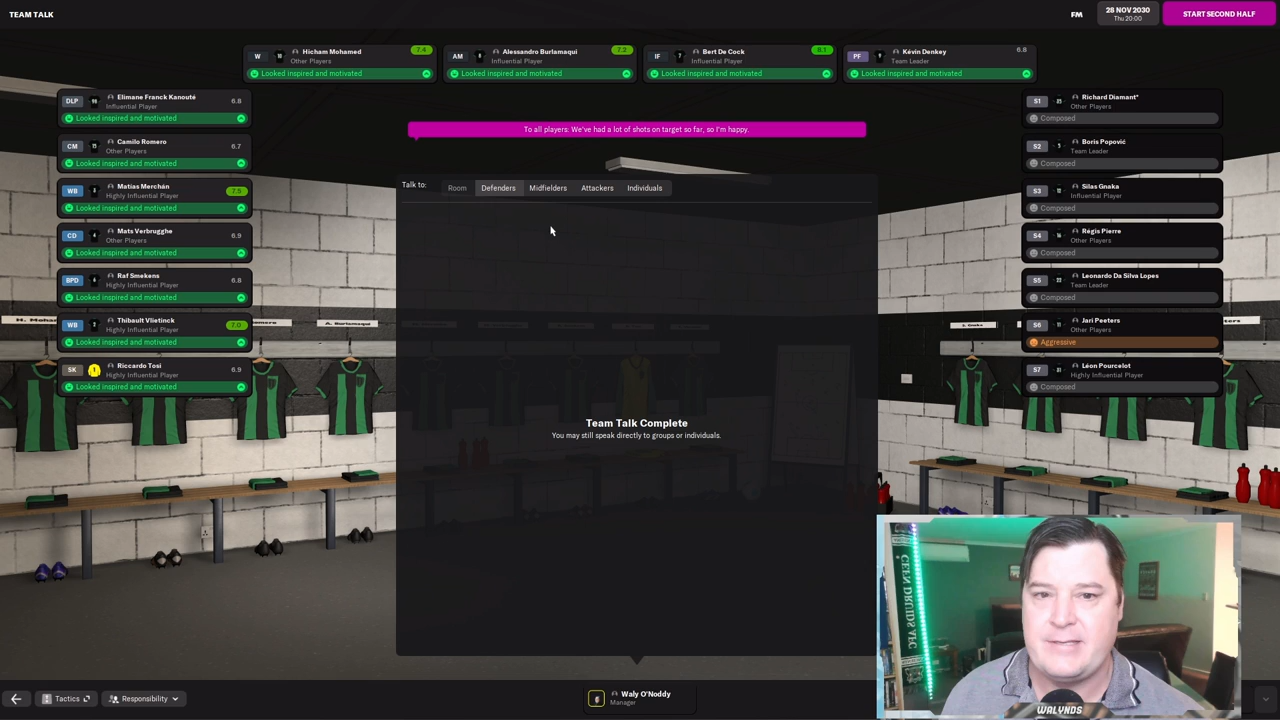 TEAM TALK
FM
28 NOV 2030
Thu 20:00
START SECOND HALF
W
Hicham Mohamed
7.4
Other Players
Looked inspired and motivated
AM
Alessandro Burlamaqui
7.2
Influential Player
Looked inspired and motivated
IF
Bert De Cock
8.1
Influential Player
Looked inspired and motivated
PF
Kévin Denkey
6.8
Team Leader
Looked inspired and motivated
DLP
Elimane Franck Kanouté
6.8
Influential Player
Looked inspired and motivated
CM
Camilo Romero
6.7
Other Players
Looked inspired and motivated
WB
Matías Merchán
7.5
Highly Influential Player
Looked inspired and motivated
CD
Mats Verbrugghe
6.9
Other Players
Looked inspired and motivated
BPD
Raf Smekens
6.8
Highly Influential Player
Looked inspired and motivated
WB
Thibault Vlietinck
7.0
Highly Influential Player
Looked inspired and motivated
SK
Riccardo Tosi
6.9
Highly Influential Player
Looked inspired and motivated
To all players: We've had a lot of shots on target so far, so I'm happy.
Talk to:
Room
Defenders
Midfielders
Attackers
Individuals
Team Talk Complete
You may still speak directly to groups or individuals.
S1
Richard Diamant*
Other Players
Composed
S2
Boris Popović
Team Leader
Composed
S3
Silas Gnaka
Influential Player
Composed
S4
Régis Pierre
Other Players
Composed
S5
Leonardo Da Silva Lopes
Team Leader
Composed
S6
Jari Peeters
Other Players
Aggressive
S7
Léon Pourcelot
Highly Influential Player
Composed
A. Burlamaqui
Tactics
Responsibility
Waly O'Noddy
Manager
WALYNDS